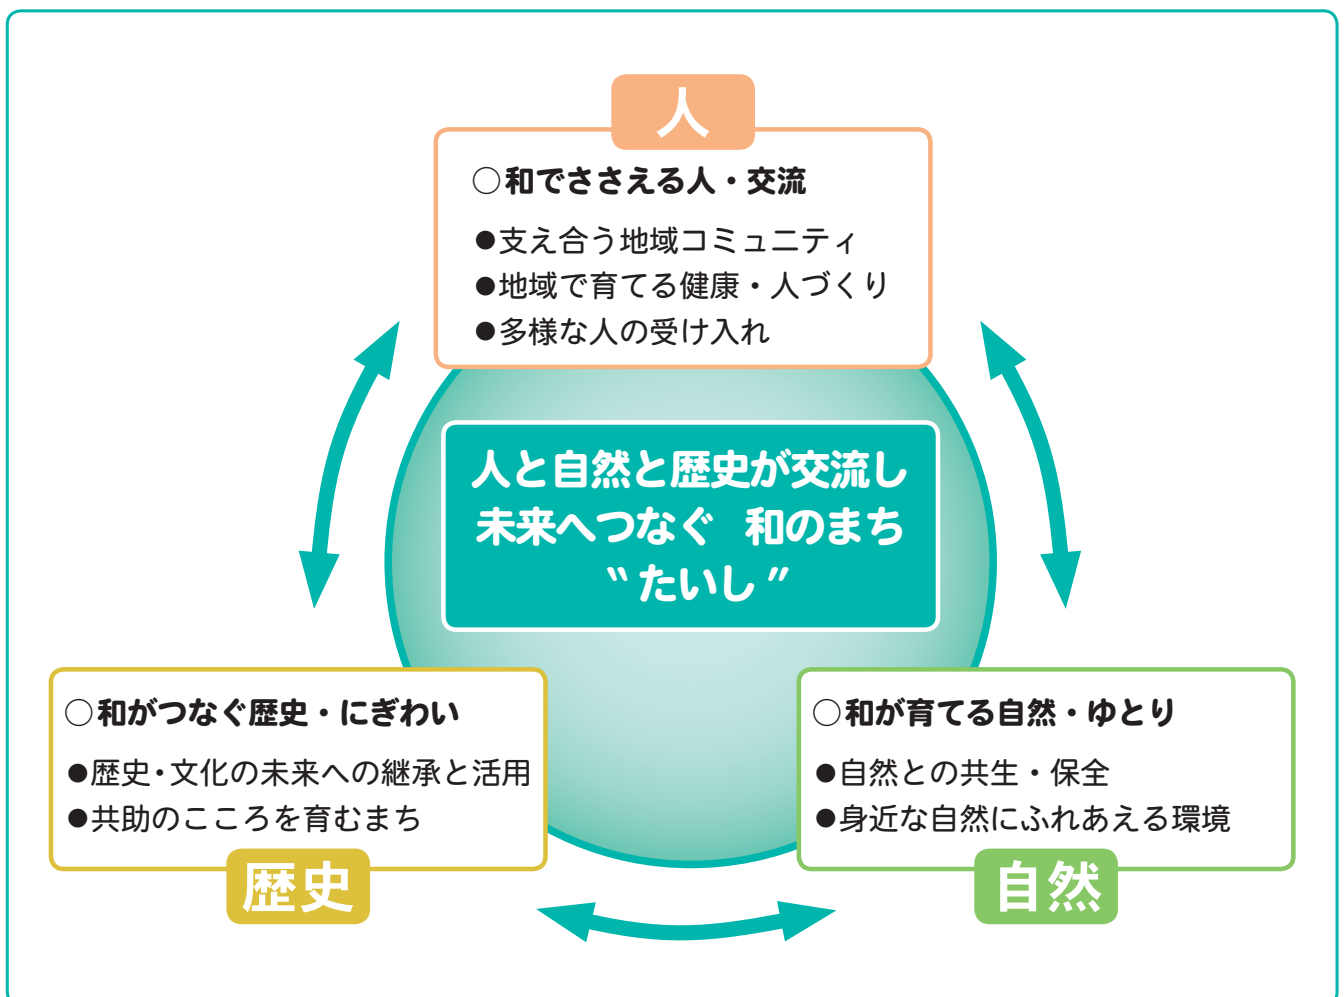 人
○和でささえる人・交流
●支え合う地域コミュニティ
●地域で育てる健康・人づくり
●多様な人の受け入れ
人と自然と歴史が交流し
未来へつなぐ 和のまち
〝たいし〞
○和がつなぐ歴史・にぎわい
●歴史・文化の未来への継承と活用
●共助のこころを育むまち
歴史
○和が育てる自然・ゆとり
●自然との共生・保全
●身近な自然にふれあえる環境
自然